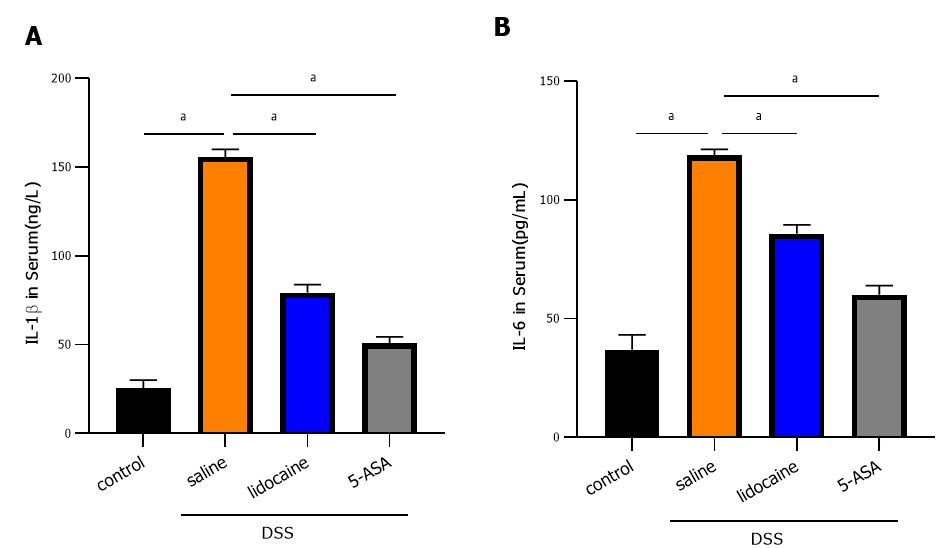 A
IL-1β in Serum(ng/L)
200
150
100
50
0
a
a
a
control
saline
lidocaine
5-ASA
DSS
B
IL-6 in Serum(pg/mL)
150
100
50
0
a
a
a
control
saline
lidocaine
5-ASA
DSS